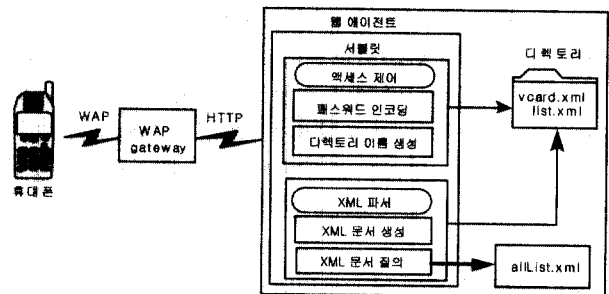 웹 에이전트
서블릿
액세스 제어
패스워드 인코딩
디렉토리 이름 생성
XML 파서
XML 문서 생성
XML 문서 질의
디렉토리
vcard.xml
list.xml
allList.xml
WAP
WAP
gateway
HTTP
휴대폰